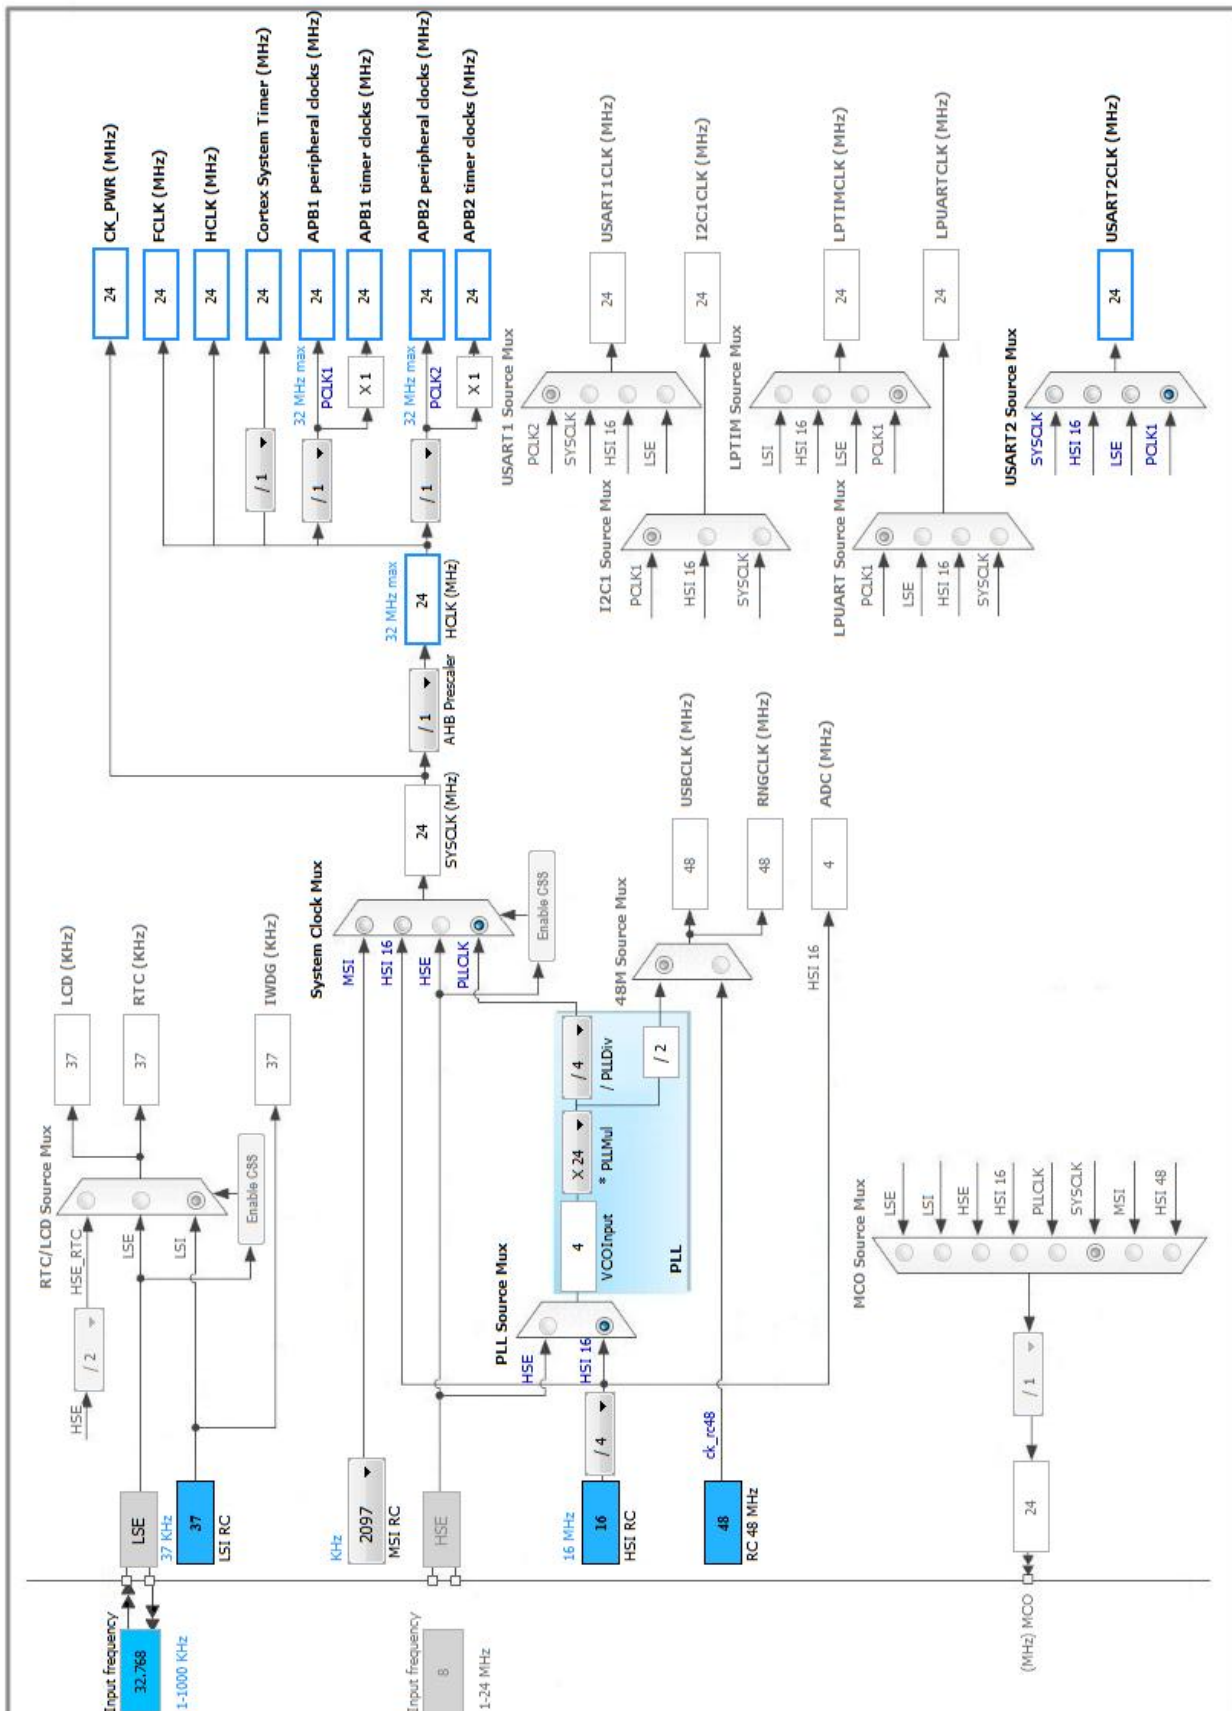 Input frequency
32.768
1-1000 KHz
LSE
37 KHz
37
LSI RC
HSE
/ 2
HSE_RTC
LSE
LSI
RTC/LCD Source Mux
Enable CSS
37
LCD (KHz)
37
RTC (KHz)
37
IWDG (KHz)
Input frequency
8
1-24 MHz
KHz
2097
MSI RC
HSE
16 MHz
16
HSI RC
/ 4
48
RC 48 MHz
ck_rc48
PLL Source Mux
HSE
HSI 16
4
VCOInput
X 24
* PLLMul
/ 4
/ PLLDiv
/ 2
PLL
System Clock Mux
MSI
HSI 16
HSE
PLLCLK
Enable CSS
48M Source Mux
48
USBCLK (MHz)
48
RNGCLK (MHz)
HSI 16
4
ADC (MHz)
24
SYSCLK (MHz)
/ 1
AHB Prescaler
32 MHz max
24
HCLK (MHz)
24
CK_PWR (MHz)
24
FCLK (MHz)
24
HCLK (MHz)
/ 1
24
Cortex System Timer (MHz)
/ 1
32 MHz max
PCLK1
24
APB1 peripheral clocks (MHz)
X 1
24
APB1 timer clocks (MHz)
/ 1
32 MHz max
PCLK2
24
APB2 peripheral clocks (MHz)
X 1
24
APB2 timer clocks (MHz)
USART1 Source Mux
PCLK2
SYSCLK
HSI 16
LSE
24
USART1CLK (MHz)
I2C1 Source Mux
PCLK1
HSI 16
SYSCLK
24
I2C1CLK (MHz)
LPTIM Source Mux
LSI
HSI 16
LSE
PCLK1
24
LPTIMCLK (MHz)
LPUART Source Mux
PCLK1
LSE
HSI 16
SYSCLK
24
LPUARTCLK (MHz)
USART2 Source Mux
SYSCLK
HSI 16
LSE
PCLK1
24
USART2CLK (MHz)
MCO Source Mux
LSE
LSI
HSE
HSI 16
PLLCLK
SYSCLK
MSI
HSI 48
/ 1
24
(MHz) MCO